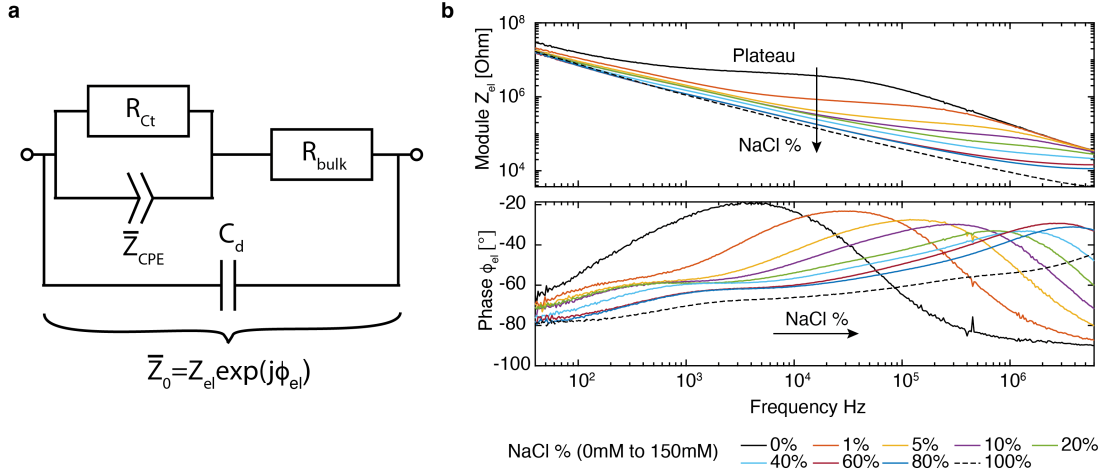 a
R_Ct
R_bulk
Z̅_CPE
C_d
Z̅_0=Z_el exp(jϕ_el)
b
Module Z_el [Ohm]
10^8
10^6
10^4
Plateau
NaCl %
Phase ϕ_el [°]
-20
-40
-60
-80
-100
NaCl %
10^2
10^3
10^4
10^5
10^6
Frequency Hz
NaCl % (0mM to 150mM)
0%
1%
5%
10%
20%
40%
60%
80%
100%